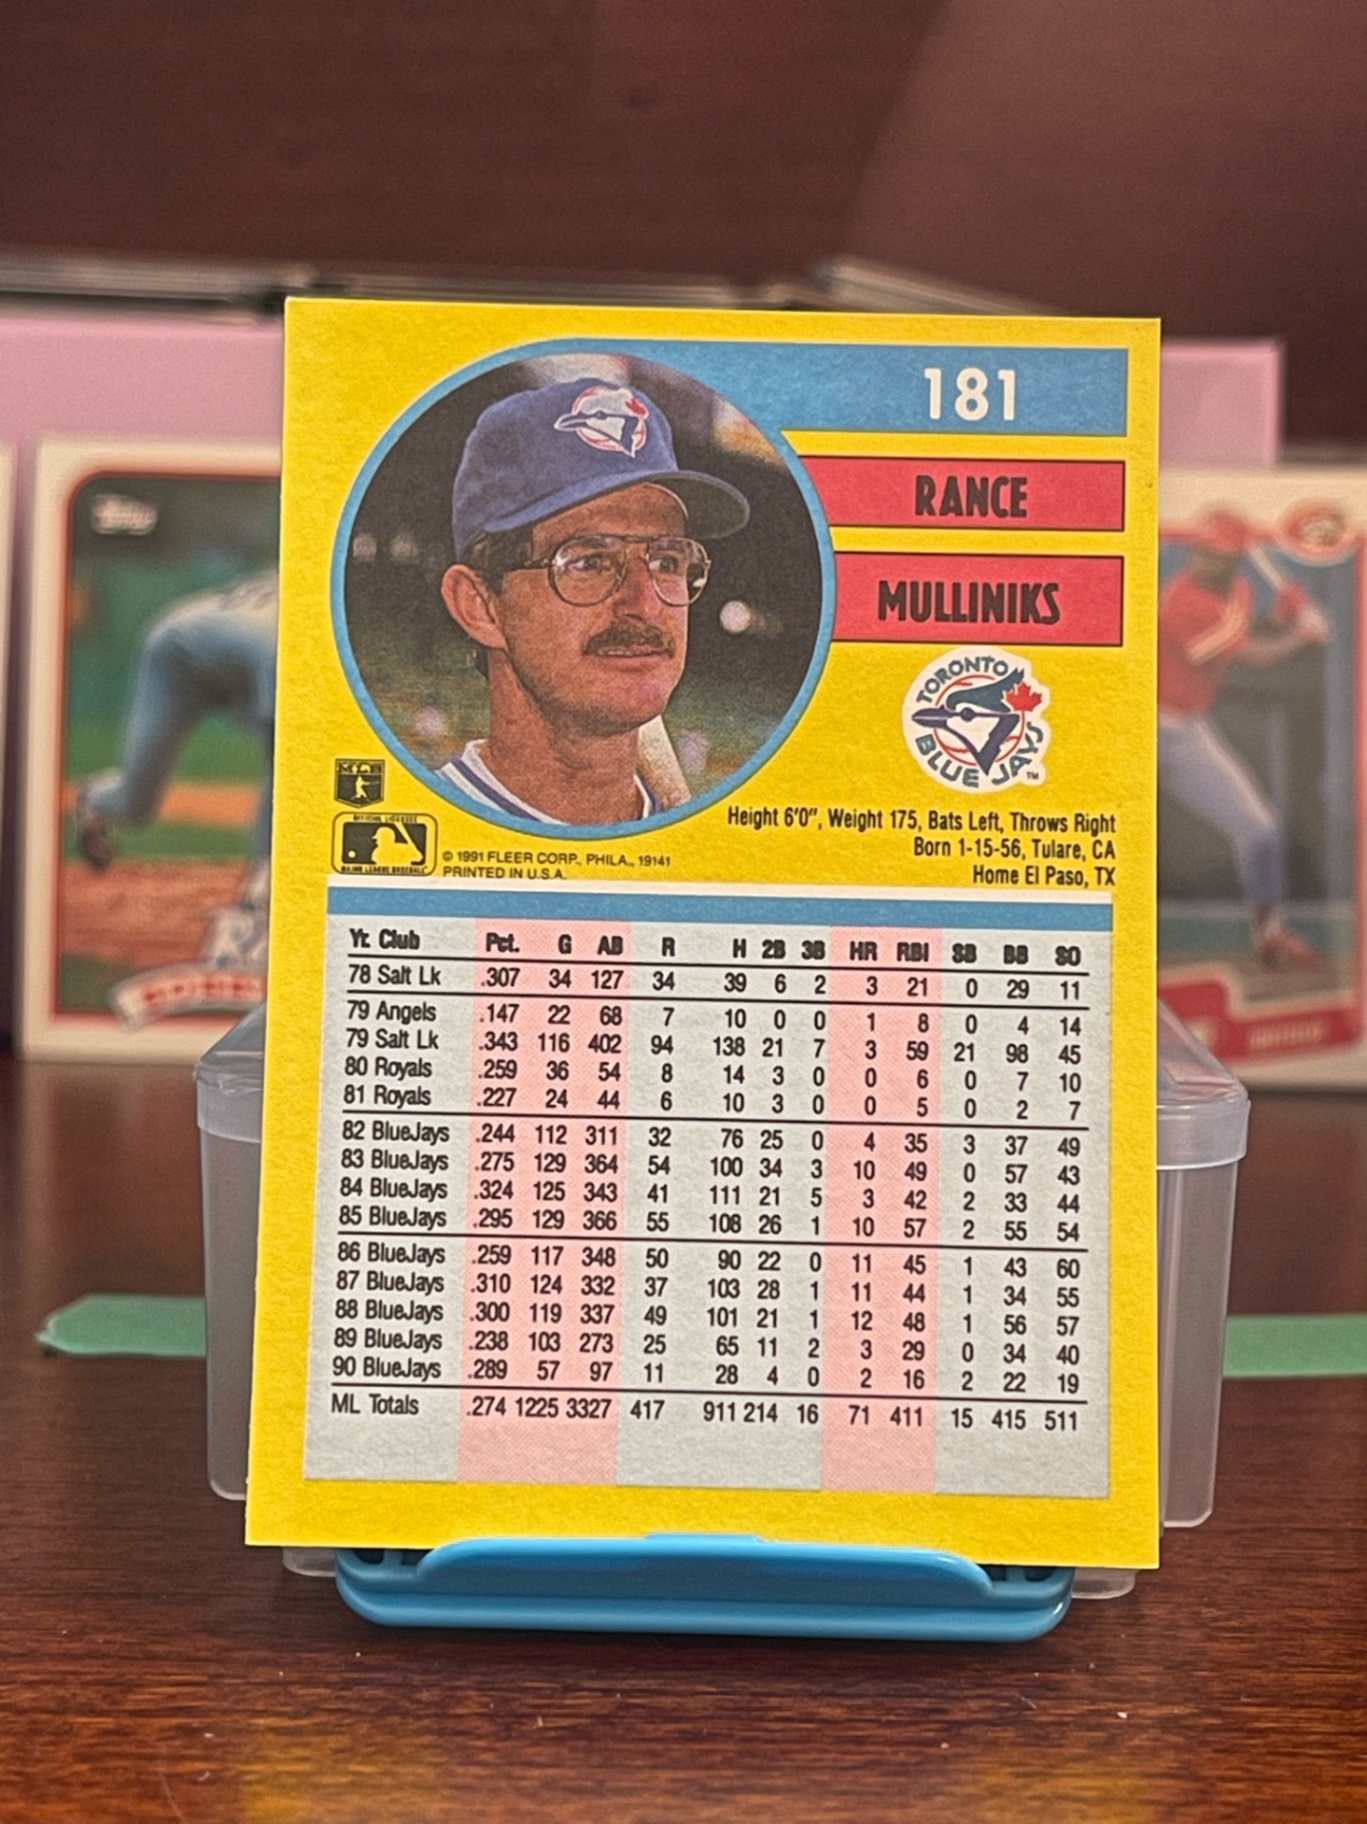 181
RANCE
MULLINIKS
TORONTO
BLUE JAYS™
Height 6'0", Weight 175, Bats Left, Throws Right
Born 1-15-56, Tulare, CA
Home El Paso, TX
MLB
OFFICIAL LICENSEE
MAJOR LEAGUE BASEBALL
© 1991 FLEER CORP., PHILA., 19141
PRINTED IN U.S.A.
Yr. Club Pct. G AB R H 2B 3B HR RBI SB BB SO
78 Salt Lk .307 34 127 34 39 6 2 3 21 0 29 11
79 Angels .147 22 68 7 10 0 0 1 8 0 4 14
79 Salt Lk .343 116 402 94 138 21 7 3 59 21 98 45
80 Royals .259 36 54 8 14 3 0 0 6 0 7 10
81 Royals .227 24 44 6 10 3 0 0 5 0 2 7
82 BlueJays .244 112 311 32 76 25 0 4 35 3 37 49
83 BlueJays .275 129 364 54 100 34 3 10 49 0 57 43
84 BlueJays .324 125 343 41 111 21 5 3 42 2 33 44
85 BlueJays .295 129 366 55 108 26 1 10 57 2 55 54
86 BlueJays .259 117 348 50 90 22 0 11 45 1 43 60
87 BlueJays .310 124 332 37 103 28 1 11 44 1 34 55
88 BlueJays .300 119 337 49 101 21 1 12 48 1 56 57
89 BlueJays .238 103 273 25 65 11 2 3 29 0 34 40
90 BlueJays .289 57 97 11 28 4 0 2 16 2 22 19
ML Totals .274 1225 3327 417 911 214 16 71 411 15 415 511
Topps